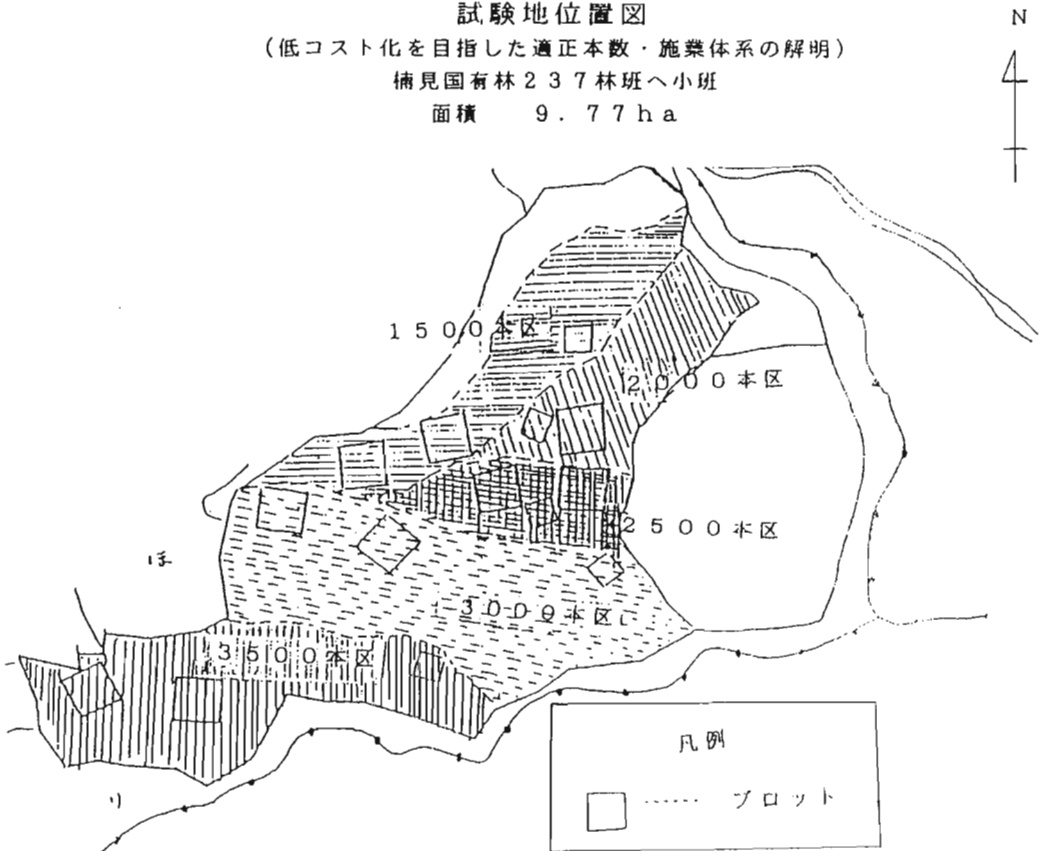 試験地位置図
N
(低コスト化を目指した適正本数・施業体系の解明)
楠見国有林237林班へ小班
面積 9.77ha
1500本区
2000本区
2500本区
ほ
3000本区
3500本区
凡例
り
プロット